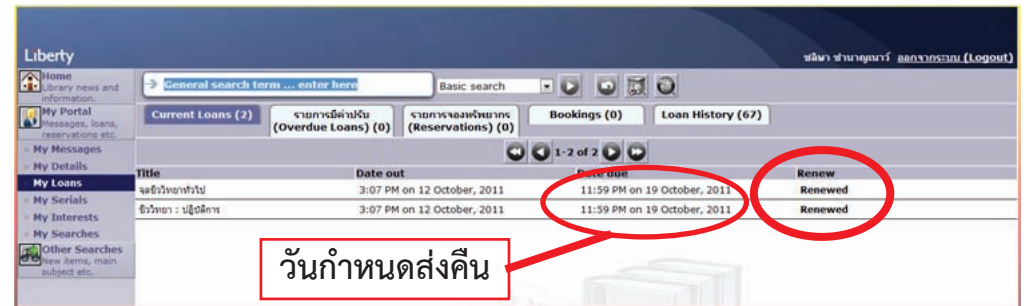 Liberty
ชลิมา ชำนาญเนาว์ ออกจากระบบ (Logout)
Home
Library news and
information.
General search term ... enter here
Basic search
My Portal
Messages, loans,
reservations etc.
Current Loans (2)
รายการมีค่าปรับ
(Overdue Loans) (0)
รายการจองทรัพยากร
(Reservations) (0)
Bookings (0)
Loan History (67)
My Messages
1-2 of 2
My Details
Title Date out Date due Renew
My Loans
จุลชีววิทยาทั่วไป 3:07 PM on 12 October, 2011 11:59 PM on 19 October, 2011 Renewed
My Serials
ชีววิทยา : ปฏิบัติการ 3:07 PM on 12 October, 2011 11:59 PM on 19 October, 2011 Renewed
My Interests
My Searches
Other Searches
New items, main
subject etc.
วันกำหนดส่งคืน